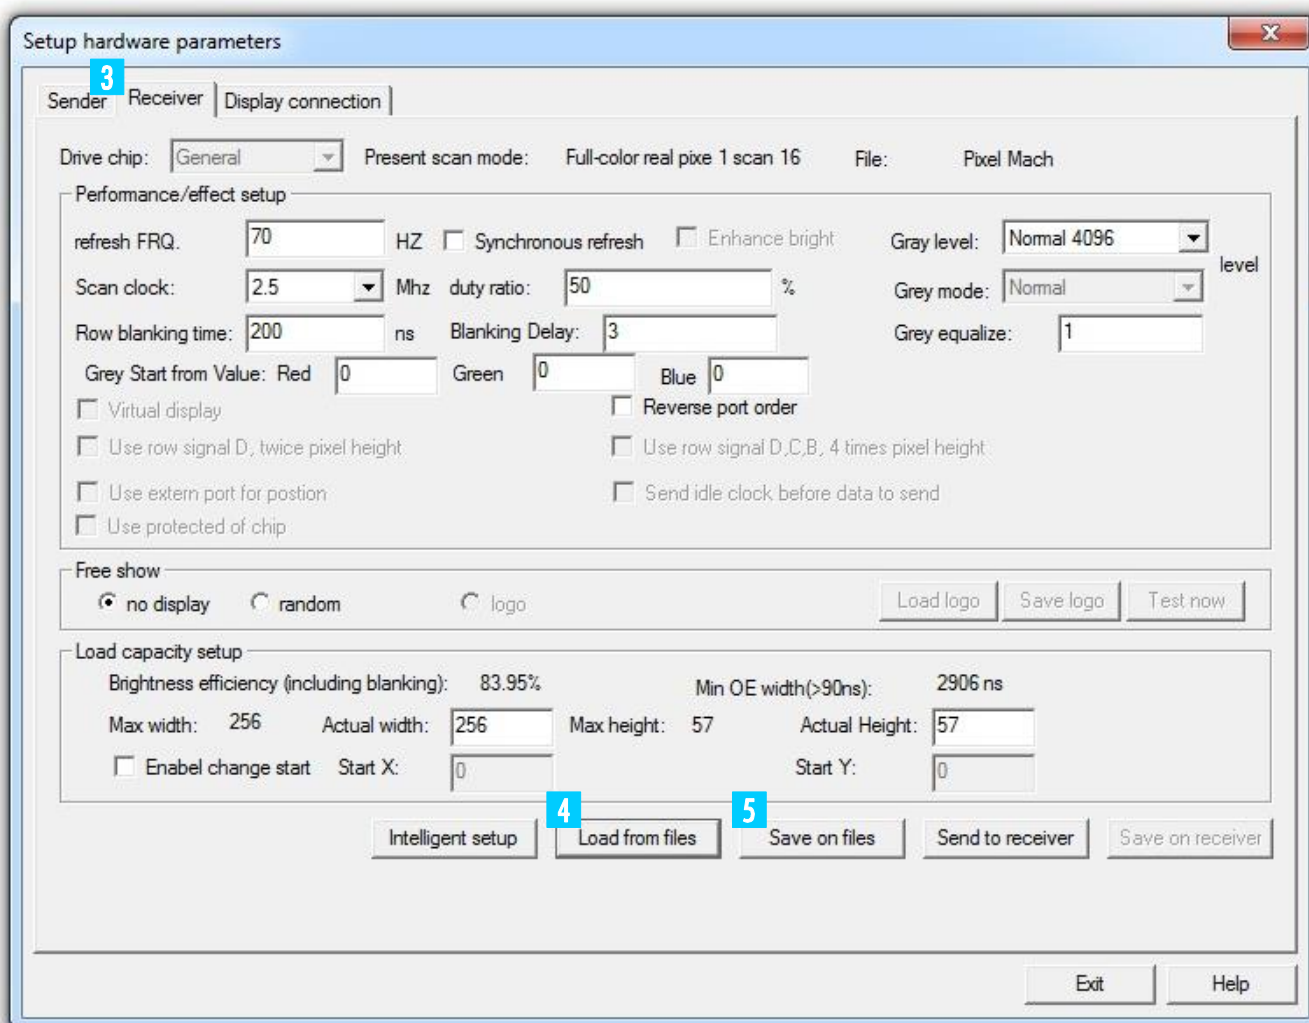 Setup hardware parameters
3
Sender Receiver Display connection
Drive chip: General Present scan mode: Full-color real pixe 1 scan 16 File: Pixel Mach
Performance/effect setup
refresh FRQ. 70 HZ Synchronous refresh Enhance bright Gray level: Normal 4096
level
Scan clock: 2.5 Mhz duty ratio: 50 % Grey mode: Normal
Row blanking time: 200 ns Blanking Delay: 3 Grey equalize: 1
Grey Start from Value: Red 0 Green 0 Blue 0
Virtual display Reverse port order
Use row signal D, twice pixel height Use row signal D,C,B, 4 times pixel height
Use extern port for postion Send idle clock before data to send
Use protected of chip
Free show
no display random logo Load logo Save logo Test now
Load capacity setup
Brightness efficiency (including blanking): 83.95% Min OE width(>90ns): 2906 ns
Max width: 256 Actual width: 256 Max height: 57 Actual Height: 57
Enabel change start Start X: 0 Start Y: 0
4 5
Intelligent setup Load from files Save on files Send to receiver Save on receiver
Exit Help